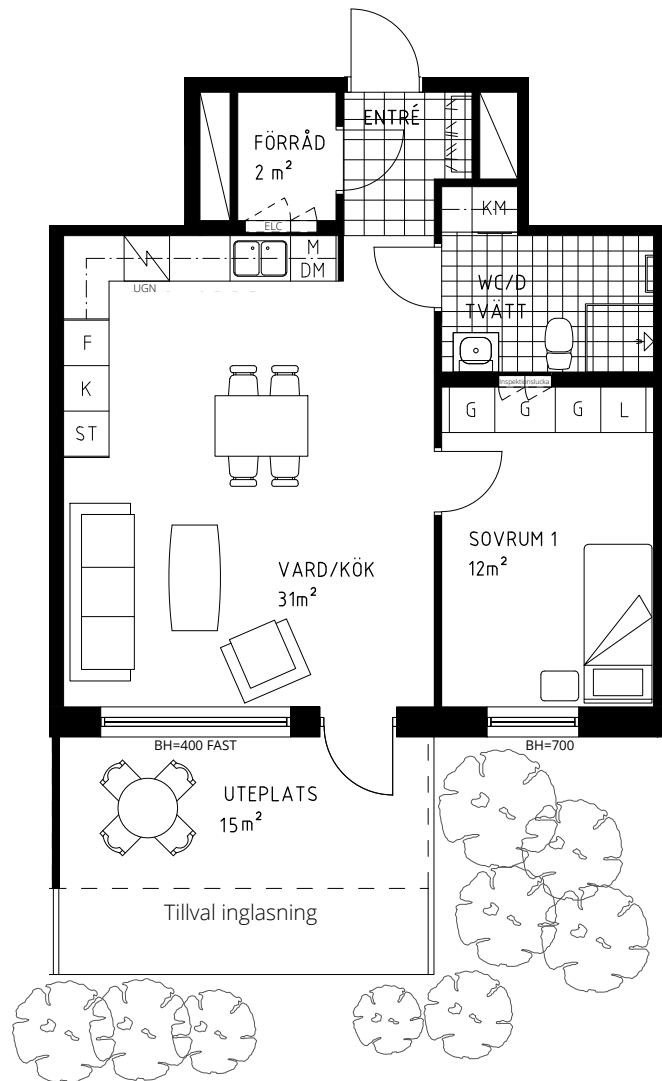 ENTRÉ
FÖRRÅD
2 m²
ELC
KM
M
DM
UGN
WC/D
TVÄTT
F
K
ST
Inspektionslucka
G G G L
SOVRUM 1
12m²
VARD/KÖK
31m²
BH=400 FAST
BH=700
UTEPLATS
15m²
Tillval inglasning